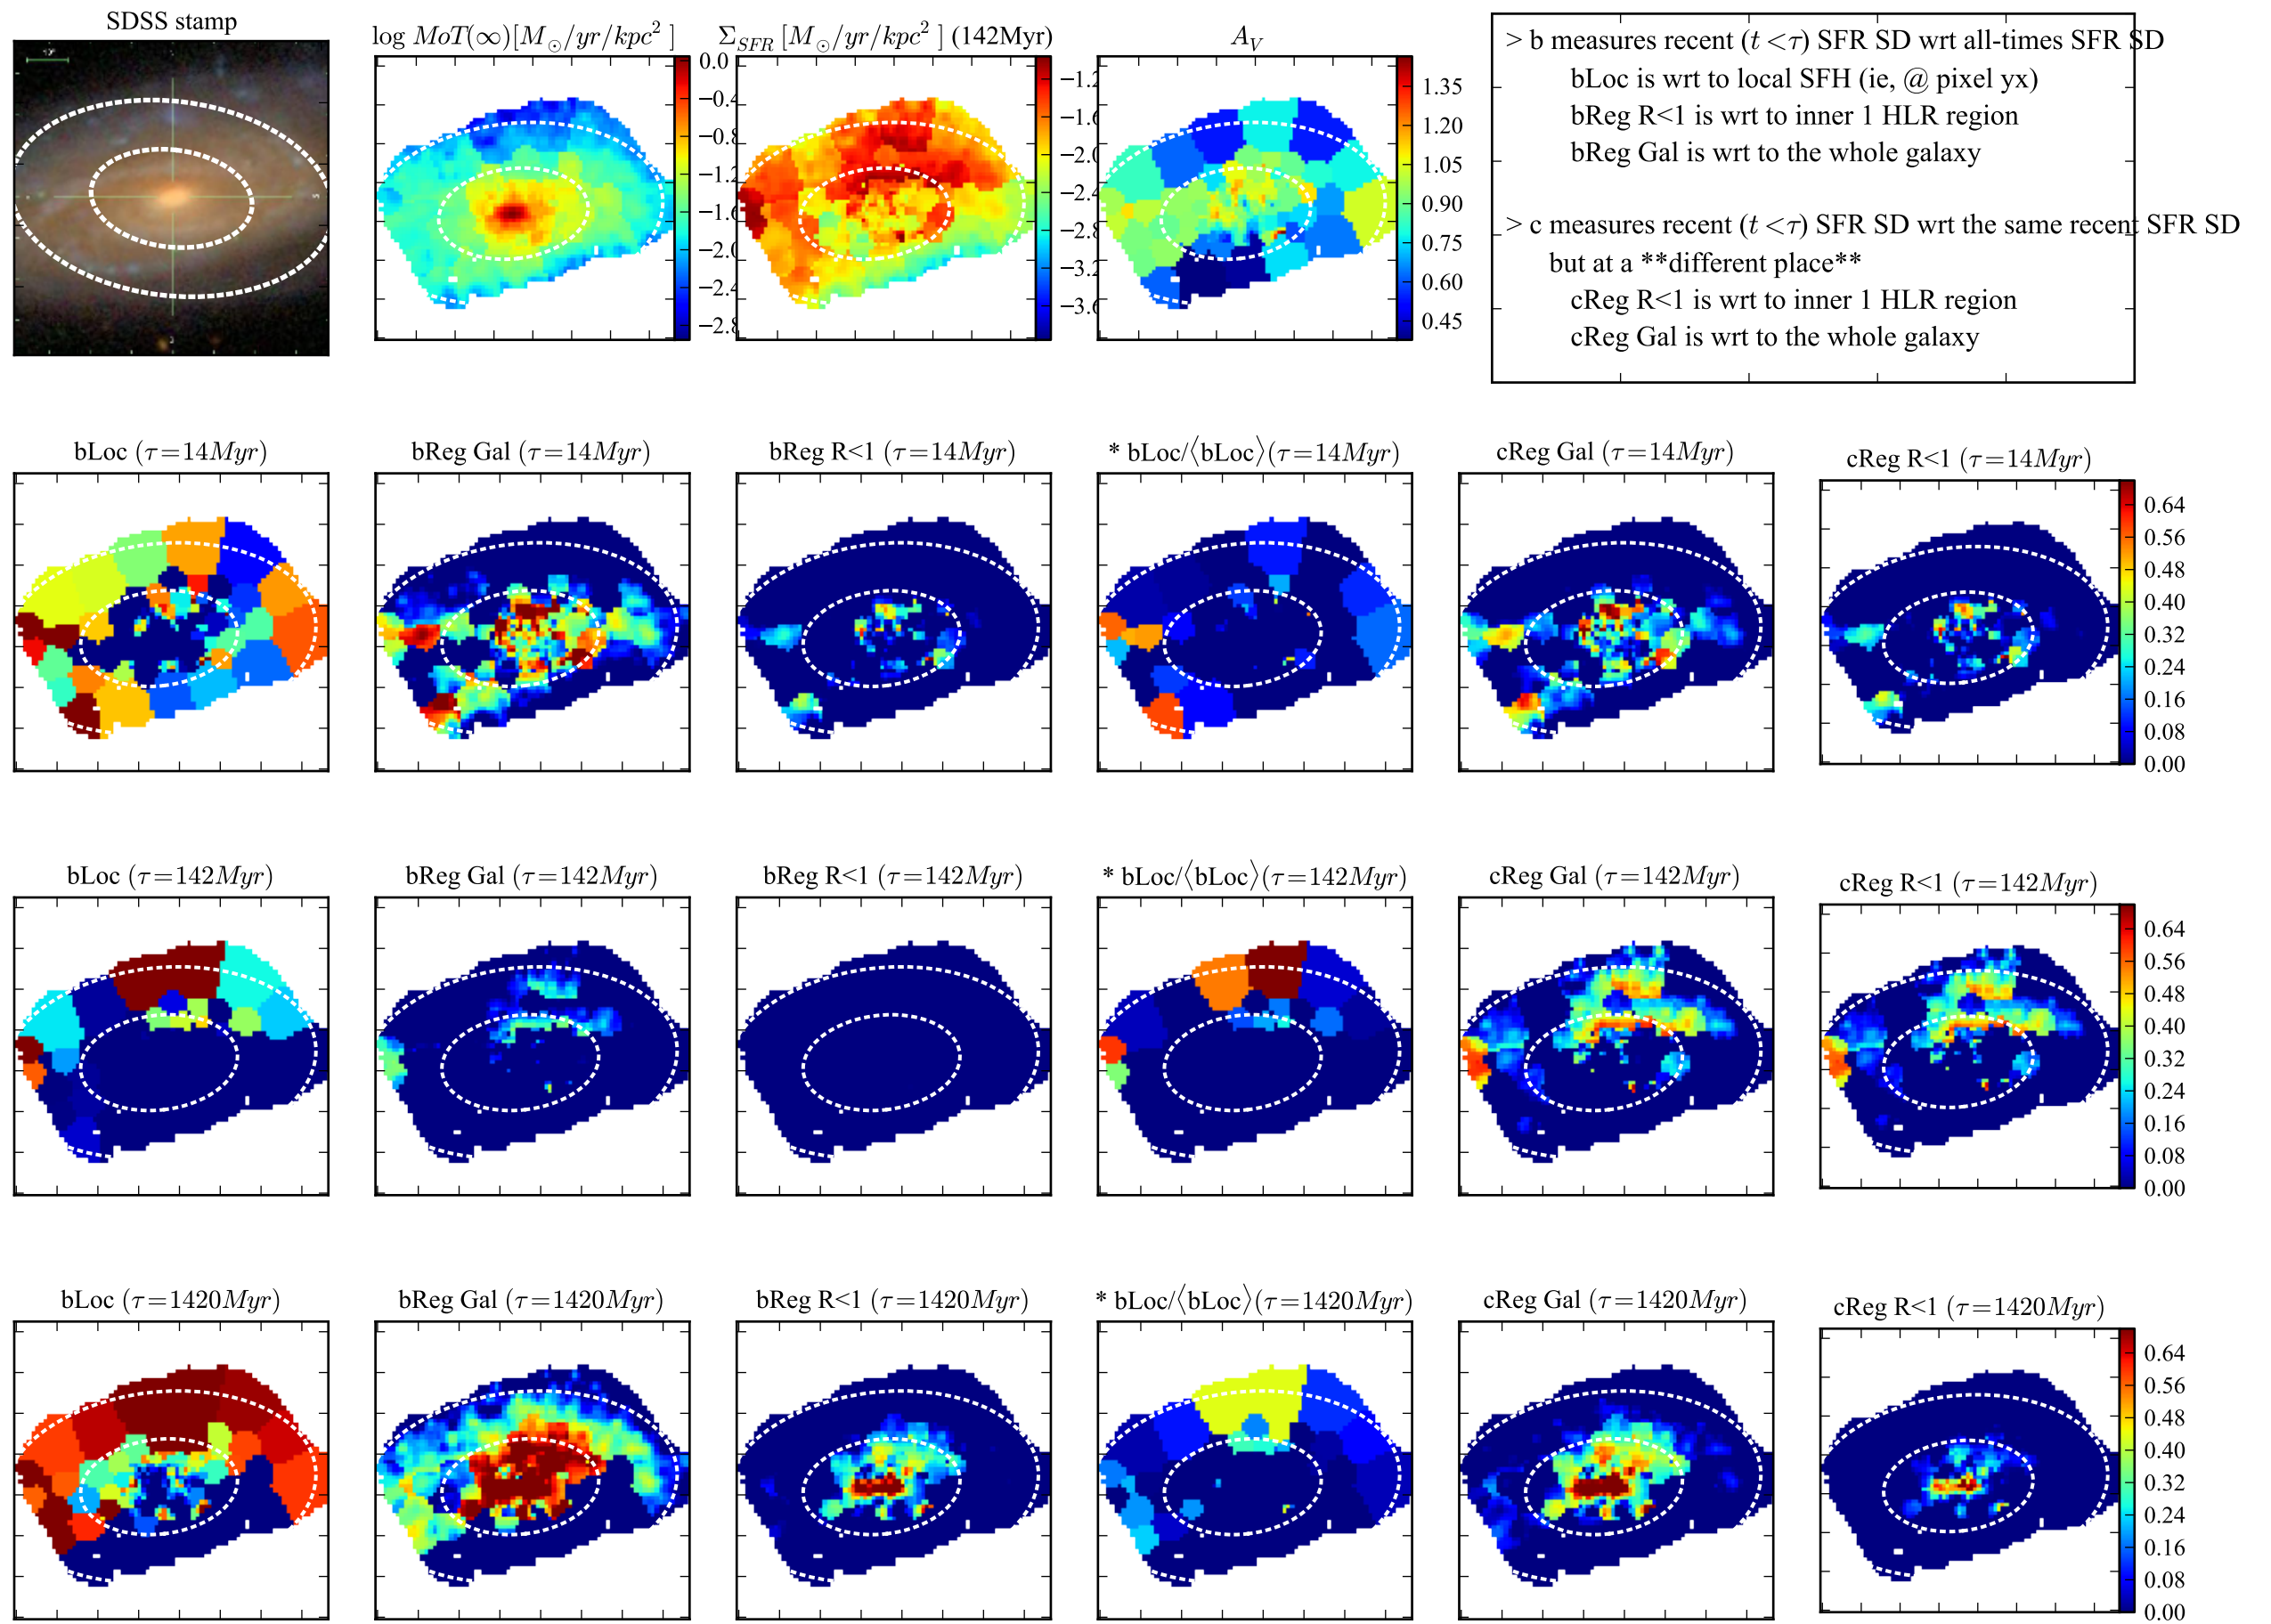 SDSS stamp
log MoT(∞)[M⊙/yr/kpc² ]
Σ_SFR [M⊙/yr/kpc² ] (142Myr)
A_V
0.0
−0.4
−0.8
−1.2
−1.6
−2.0
−2.4
−2.8
−1.2
−1.6
−2.0
−2.4
−2.8
−3.2
−3.6
1.35
1.20
1.05
0.90
0.75
0.60
0.45
> b measures recent (t <τ) SFR SD wrt all-times SFR SD
bLoc is wrt to local SFH (ie, @ pixel yx)
bReg R<1 is wrt to inner 1 HLR region
bReg Gal is wrt to the whole galaxy
> c measures recent (t <τ) SFR SD wrt the same recent SFR SD
but at a **different place**
cReg R<1 is wrt to inner 1 HLR region
cReg Gal is wrt to the whole galaxy
bLoc (τ=14Myr)
bReg Gal (τ=14Myr)
bReg R<1 (τ=14Myr)
* bLoc/⟨bLoc⟩(τ=14Myr)
cReg Gal (τ=14Myr)
cReg R<1 (τ=14Myr)
0.64
0.56
0.48
0.40
0.32
0.24
0.16
0.08
0.00
bLoc (τ=142Myr)
bReg Gal (τ=142Myr)
bReg R<1 (τ=142Myr)
* bLoc/⟨bLoc⟩(τ=142Myr)
cReg Gal (τ=142Myr)
cReg R<1 (τ=142Myr)
0.64
0.56
0.48
0.40
0.32
0.24
0.16
0.08
0.00
bLoc (τ=1420Myr)
bReg Gal (τ=1420Myr)
bReg R<1 (τ=1420Myr)
* bLoc/⟨bLoc⟩(τ=1420Myr)
cReg Gal (τ=1420Myr)
cReg R<1 (τ=1420Myr)
0.64
0.56
0.48
0.40
0.32
0.24
0.16
0.08
0.00